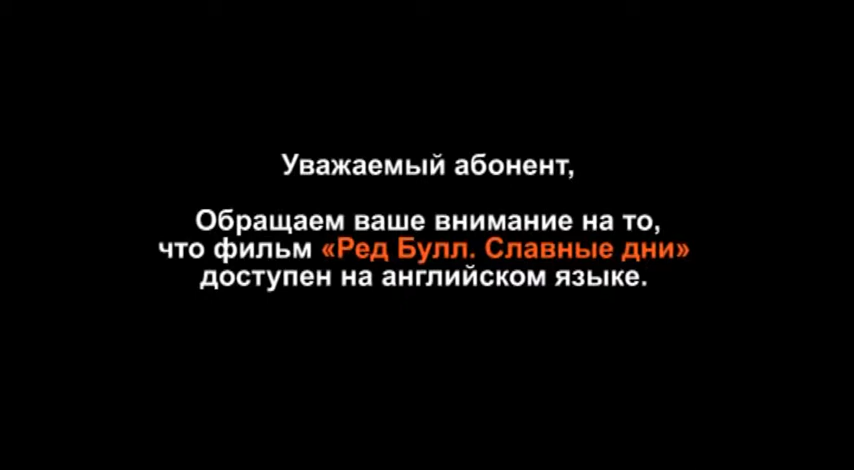 Уважаемый абонент,
Обращаем ваше внимание на то,
что фильм «Ред Булл. Славные дни»
доступен на английском языке.